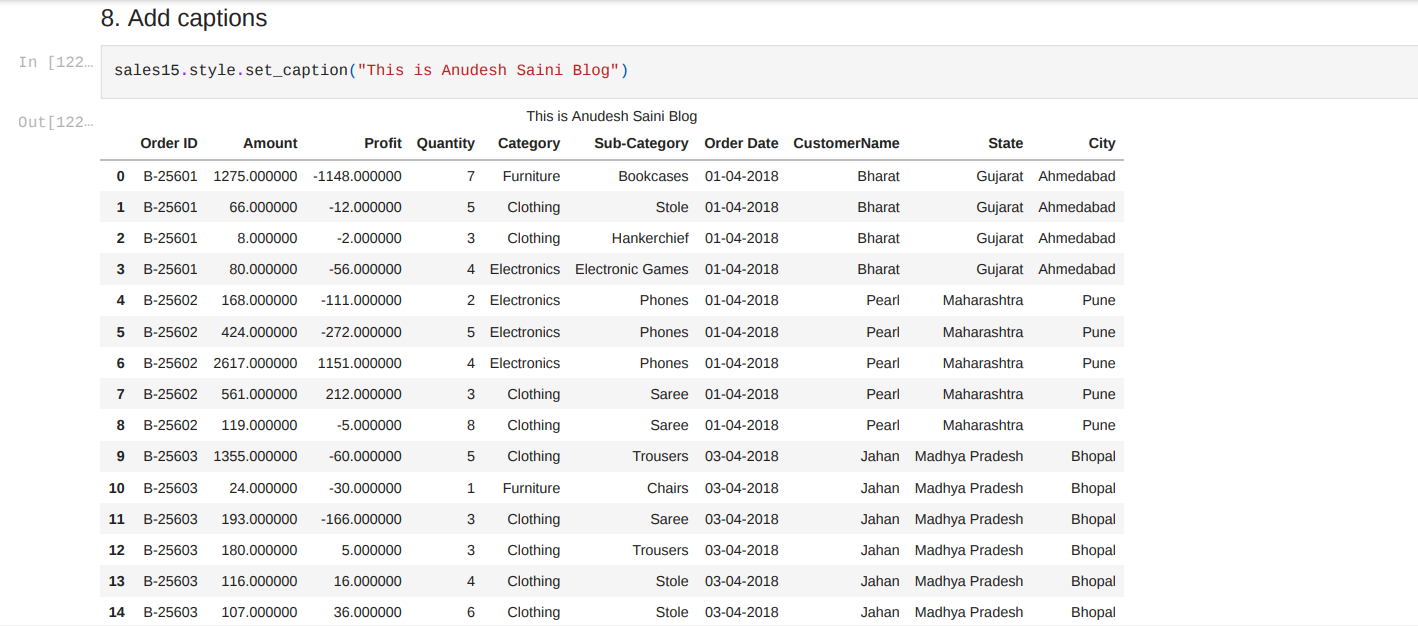 8. Add captions
In [122…
sales15.style.set_caption("This is Anudesh Saini Blog")
Out[122…
This is Anudesh Saini Blog
Order ID Amount Profit Quantity Category Sub-Category Order Date CustomerName State City
0 B-25601 1275.000000 -1148.000000 7 Furniture Bookcases 01-04-2018 Bharat Gujarat Ahmedabad
1 B-25601 66.000000 -12.000000 5 Clothing Stole 01-04-2018 Bharat Gujarat Ahmedabad
2 B-25601 8.000000 -2.000000 3 Clothing Hankerchief 01-04-2018 Bharat Gujarat Ahmedabad
3 B-25601 80.000000 -56.000000 4 Electronics Electronic Games 01-04-2018 Bharat Gujarat Ahmedabad
4 B-25602 168.000000 -111.000000 2 Electronics Phones 01-04-2018 Pearl Maharashtra Pune
5 B-25602 424.000000 -272.000000 5 Electronics Phones 01-04-2018 Pearl Maharashtra Pune
6 B-25602 2617.000000 1151.000000 4 Electronics Phones 01-04-2018 Pearl Maharashtra Pune
7 B-25602 561.000000 212.000000 3 Clothing Saree 01-04-2018 Pearl Maharashtra Pune
8 B-25602 119.000000 -5.000000 8 Clothing Saree 01-04-2018 Pearl Maharashtra Pune
9 B-25603 1355.000000 -60.000000 5 Clothing Trousers 03-04-2018 Jahan Madhya Pradesh Bhopal
10 B-25603 24.000000 -30.000000 1 Furniture Chairs 03-04-2018 Jahan Madhya Pradesh Bhopal
11 B-25603 193.000000 -166.000000 3 Clothing Saree 03-04-2018 Jahan Madhya Pradesh Bhopal
12 B-25603 180.000000 5.000000 3 Clothing Trousers 03-04-2018 Jahan Madhya Pradesh Bhopal
13 B-25603 116.000000 16.000000 4 Clothing Stole 03-04-2018 Jahan Madhya Pradesh Bhopal
14 B-25603 107.000000 36.000000 6 Clothing Stole 03-04-2018 Jahan Madhya Pradesh Bhopal